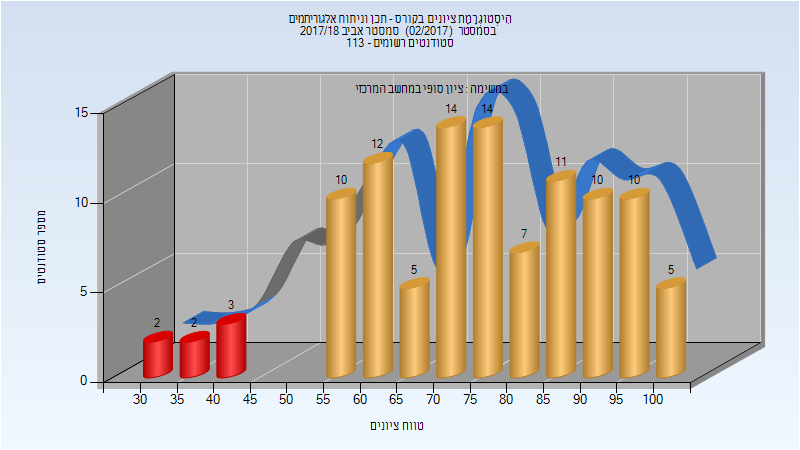 היסטוגרמת ציונים בקורס - תכן וניתוח אלגוריתמים
בסמסטר (02/2017) סמסטר אביב 2017/18
סטודנטים רשומים - 113
במשימה : ציון סופי במחשב המרכזי
מספר סטודנטים
15
10
5
0
2
2
3
10
12
5
14
14
7
11
10
10
5
30 35 40 45 50 55 60 65 70 75 80 85 90 95 100
טווח ציונים